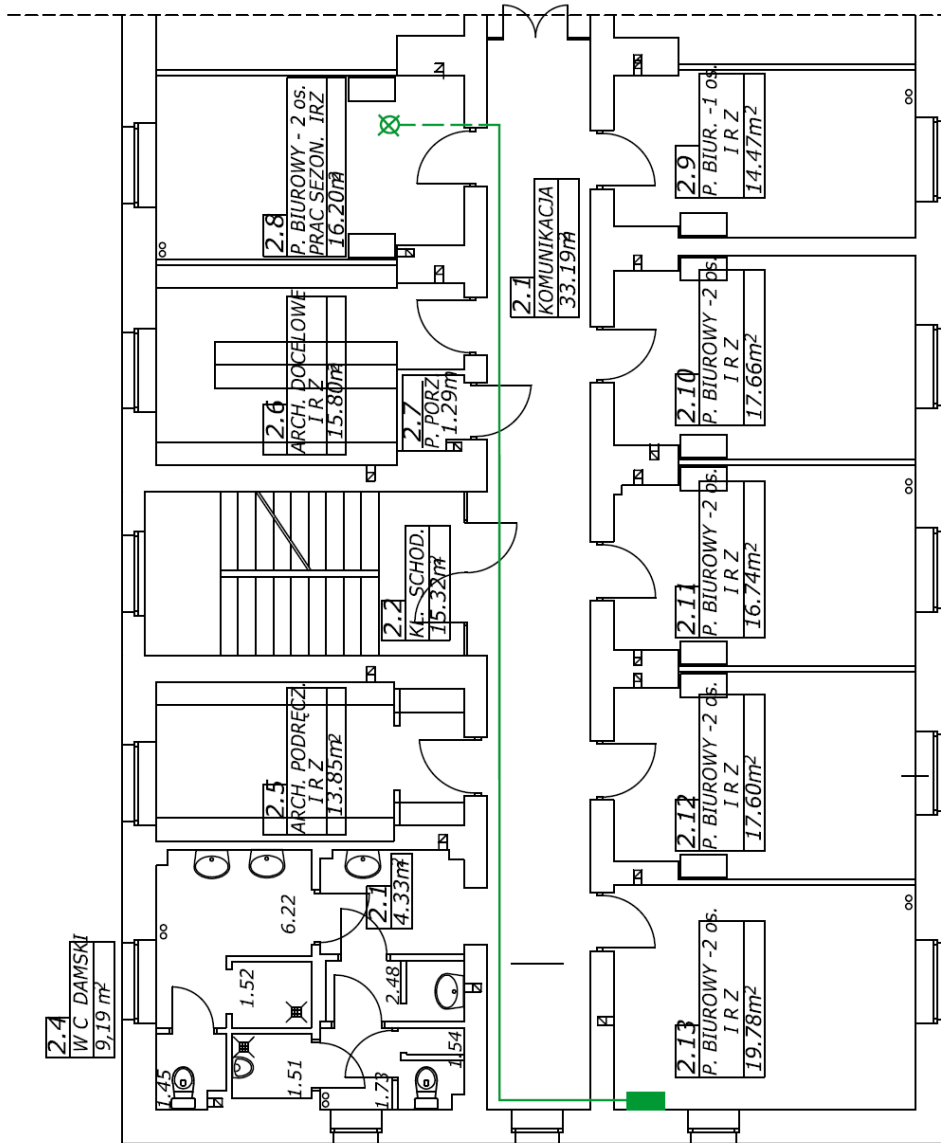 2.8
P. BIUROWY - 2 os.
PRAC SEZON. IRZ
16.20m²
2.9
P. BIUR. -1 os.
I R Z
14.47m²
2.1
KOMUNIKACJA
33.19m²
2.6
ARCH. DOCELOWE
I R Z
15.80m²
2.7
P. PORZ.
1.29m
2.10
P. BIUROWY -2 os.
I R Z
17.66m²
2.2
KL. SCHOD.
15.32m²
2.11
P. BIUROWY -2 os.
I R Z
16.74m²
2.5
ARCH. PODRĘCZ.
I R Z
13.85m²
2.12
P. BIUROWY -2 os.
I R Z
17.60m²
2.1
4.33m²
6.22
2.4
W C DAMSKI
9,19 m²
1.52
2.48
1.45
1.51
1.73
1.54
2.13
P. BIUROWY -2 os.
I R Z
19.78m²